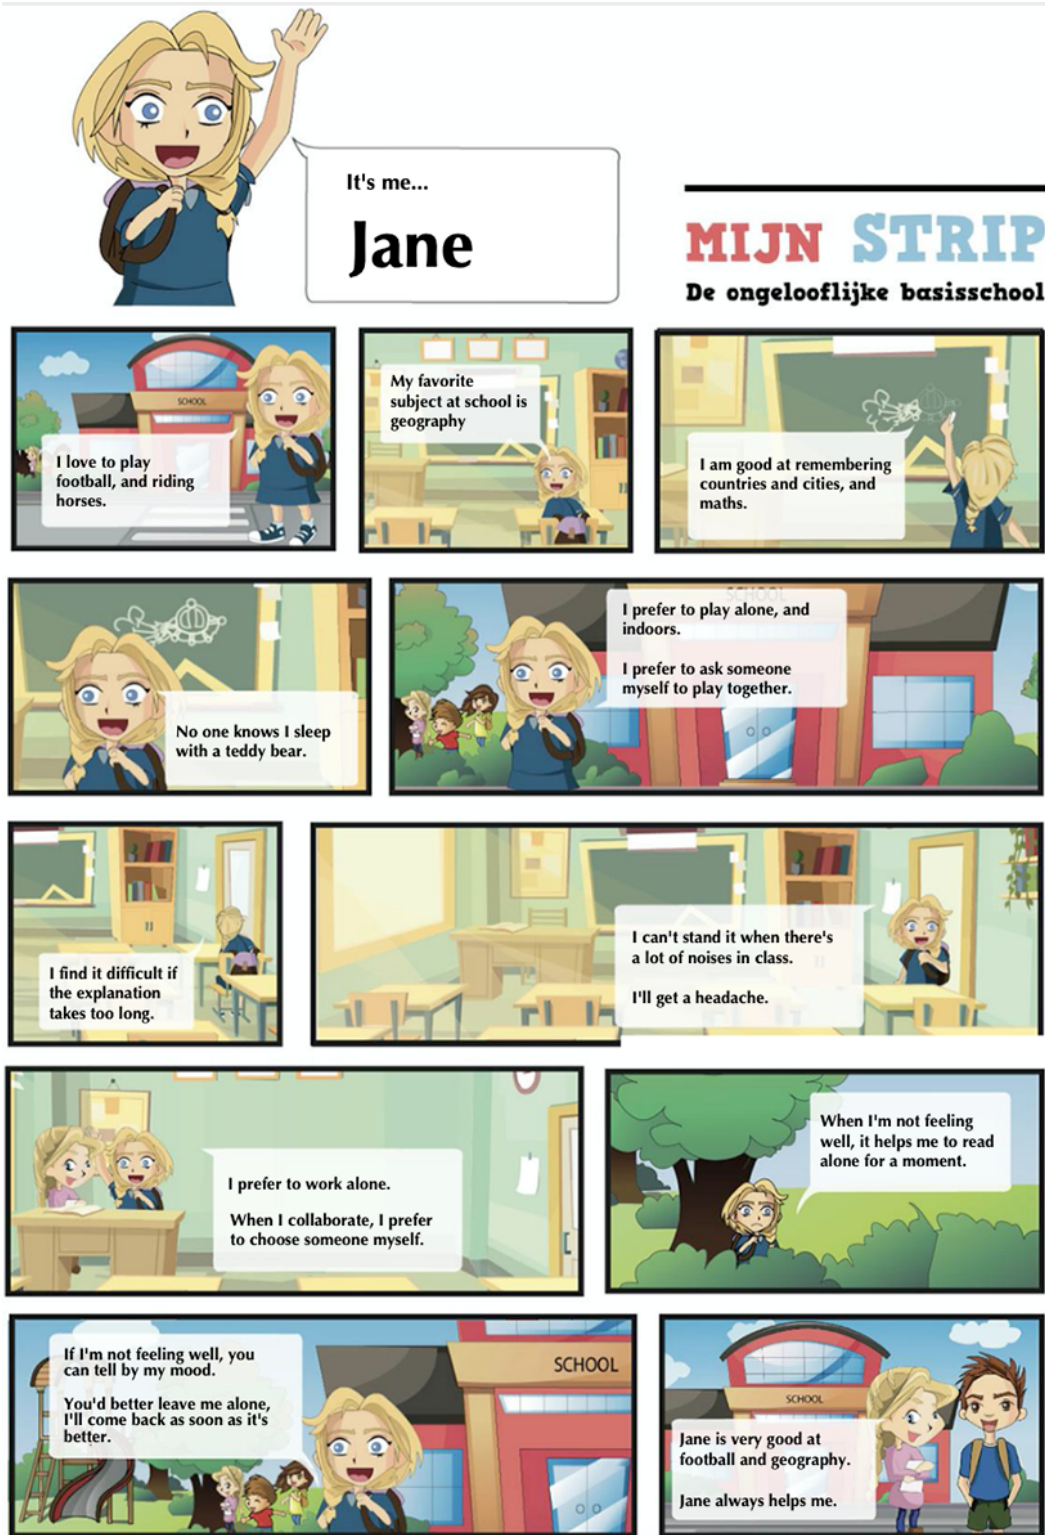 It's me...
Jane
MIJN STRIP
De ongelooflijke basisschool
SCHOOL
I love to play
football, and riding
horses.
My favorite
subject at school is
geography
I am good at remembering
countries and cities, and
maths.
No one knows I sleep
with a teddy bear.
SCHOOL
I prefer to play alone, and
indoors.
I prefer to ask someone
myself to play together.
I find it difficult if
the explanation
takes too long.
I can't stand it when there's
a lot of noises in class.
I'll get a headache.
I prefer to work alone.
When I collaborate, I prefer
to choose someone myself.
When I'm not feeling
well, it helps me to read
alone for a moment.
If I'm not feeling well, you
can tell by my mood.
You'd better leave me alone,
I'll come back as soon as it's
better.
SCHOOL
SCHOOL
Jane is very good at
football and geography.
Jane always helps me.